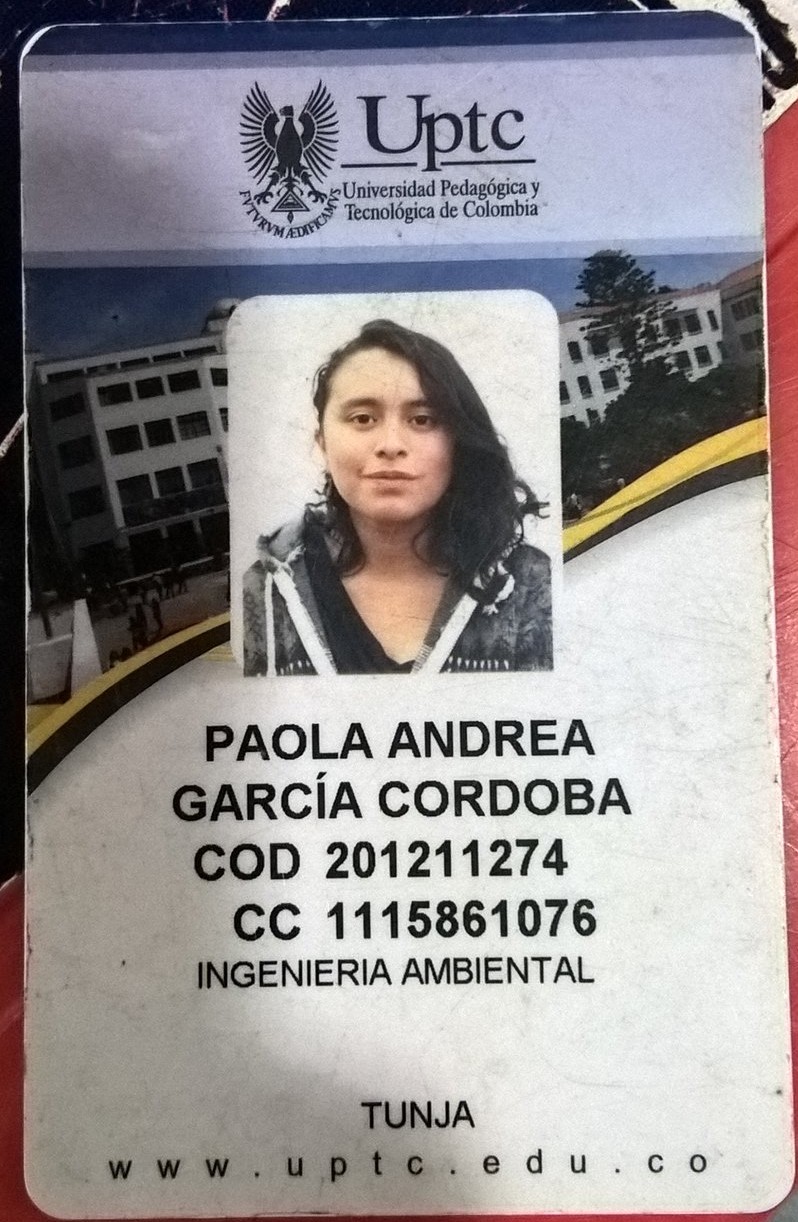 Uptc
Universidad Pedagógica y
Tecnológica de Colombia
FVTVRVM ÆDIFICAMVS
PAOLA ANDREA
GARCÍA CORDOBA
COD 201211274
CC 1115861076
INGENIERIA AMBIENTAL
TUNJA
www.uptc.edu.co